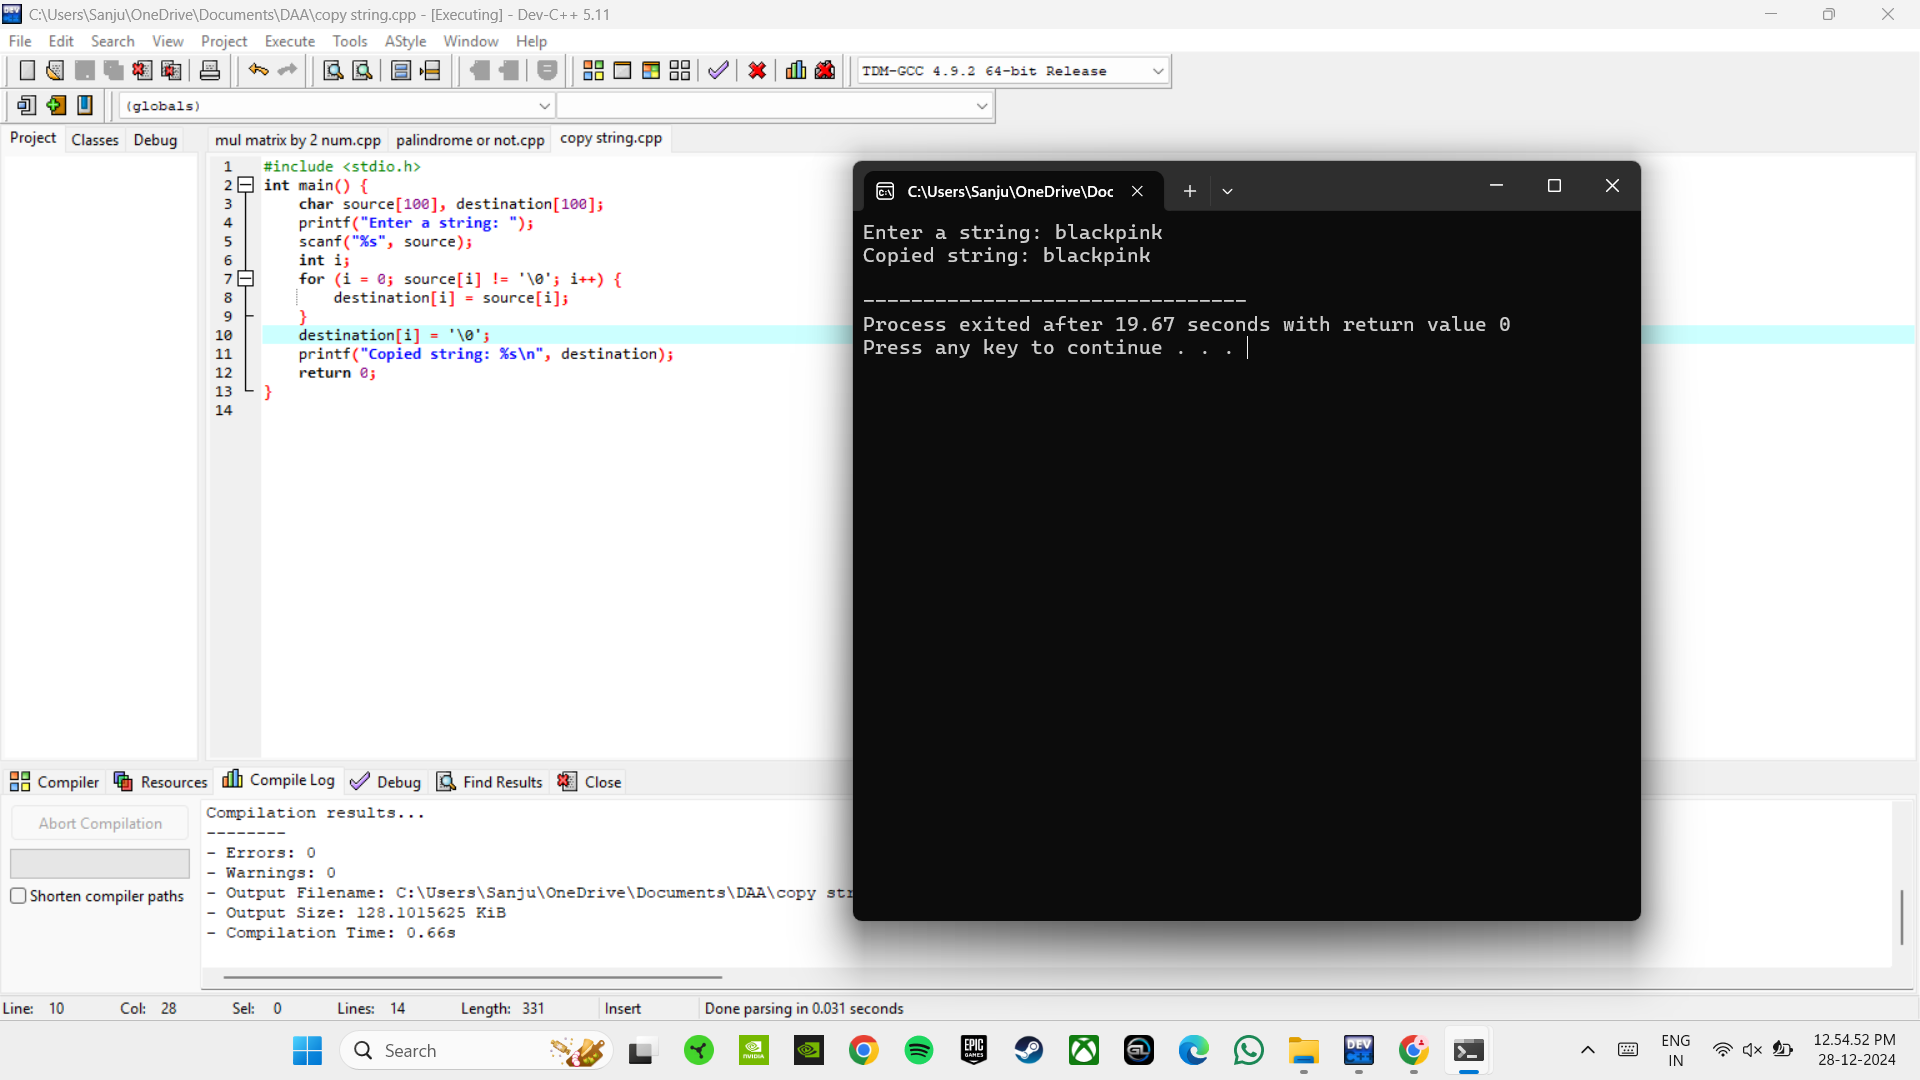 C:\Users\Sanju\OneDrive\Documents\DAA\copy string.cpp - [Executing] - Dev-C++ 5.11
File Edit Search View Project Execute Tools AStyle Window Help
TDM-GCC 4.9.2 64-bit Release
(globals)
Project Classes Debug
mul matrix by 2 num.cpp palindrome or not.cpp copy string.cpp
1 #include <stdio.h>
2 int main() {
3 char source[100], destination[100];
4 printf("Enter a string: ");
5 scanf("%s", source);
6 int i;
7 for (i = 0; source[i] != '\0'; i++) {
8 destination[i] = source[i];
9 }
10 destination[i] = '\0';
11 printf("Copied string: %s\n", destination);
12 return 0;
13 }
14
C:\Users\Sanju\OneDrive\Doc
Enter a string: blackpink
Copied string: blackpink
--------------------------------
Process exited after 19.67 seconds with return value 0
Press any key to continue . . .
Compiler Resources Compile Log Debug Find Results Close
Abort Compilation
Shorten compiler paths
Compilation results...
--------
- Errors: 0
- Warnings: 0
- Output Filename: C:\Users\Sanju\OneDrive\Documents\DAA\copy str
- Output Size: 128.1015625 KiB
- Compilation Time: 0.66s
Line: 10 Col: 28 Sel: 0 Lines: 14 Length: 331 Insert Done parsing in 0.031 seconds
Search
ENG
IN
12.54.52 PM
28-12-2024